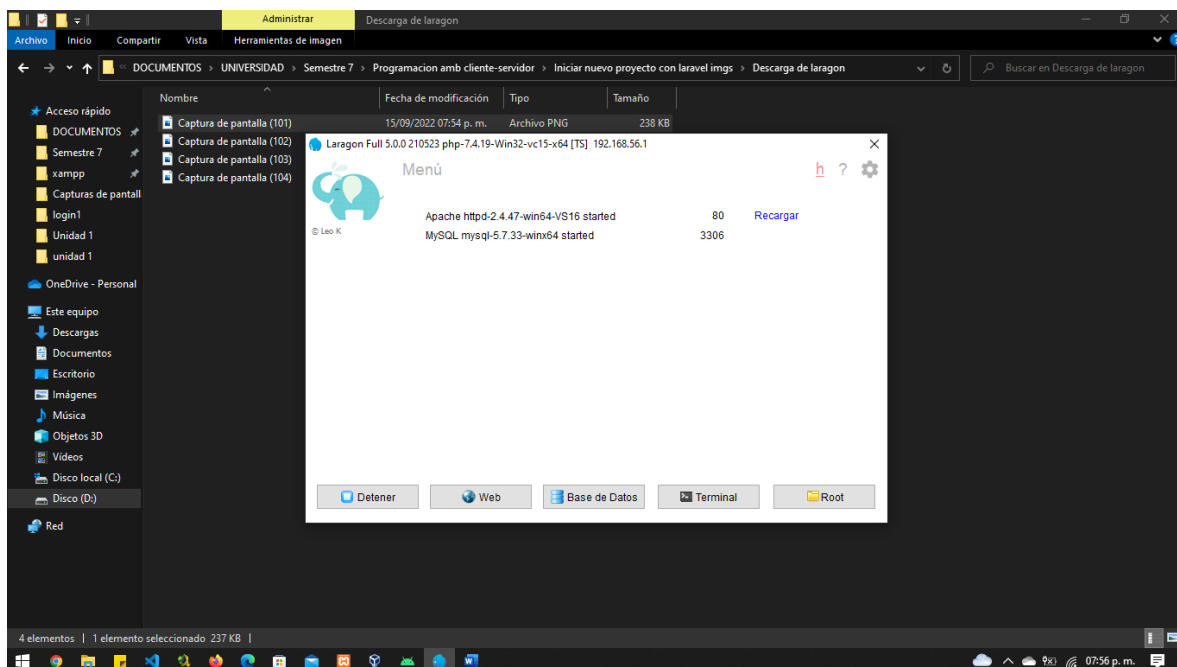 Administrar
Descarga de laragon
Archivo Inicio Compartir Vista Herramientas de imagen
DOCUMENTOS › UNIVERSIDAD › Semestre 7 › Programacion amb cliente-servidor › Iniciar nuevo proyecto con laravel imgs › Descarga de laragon
Buscar en Descarga de laragon
Acceso rápido
DOCUMENTOS
Semestre 7
xampp
Capturas de pantall
login1
Unidad 1
unidad 1
OneDrive - Personal
Este equipo
Descargas
Documentos
Escritorio
Imágenes
Música
Objetos 3D
Vídeos
Disco local (C:)
Disco (D:)
Red
Nombre Fecha de modificación Tipo Tamaño
Captura de pantalla (101) 15/09/2022 07:54 p. m. Archivo PNG 238 KB
Captura de pantalla (102)
Captura de pantalla (103)
Captura de pantalla (104)
Laragon Full 5.0.0 210523 php-7.4.19-Win32-vc15-x64 [TS] 192.168.56.1
Menú
h ?
© Leo K
Apache httpd-2.4.47-win64-VS16 started 80 Recargar
MySQL mysql-5.7.33-winx64 started 3306
Detener Web Base de Datos Terminal Root
4 elementos | 1 elemento seleccionado 237 KB |
07:56 p. m.